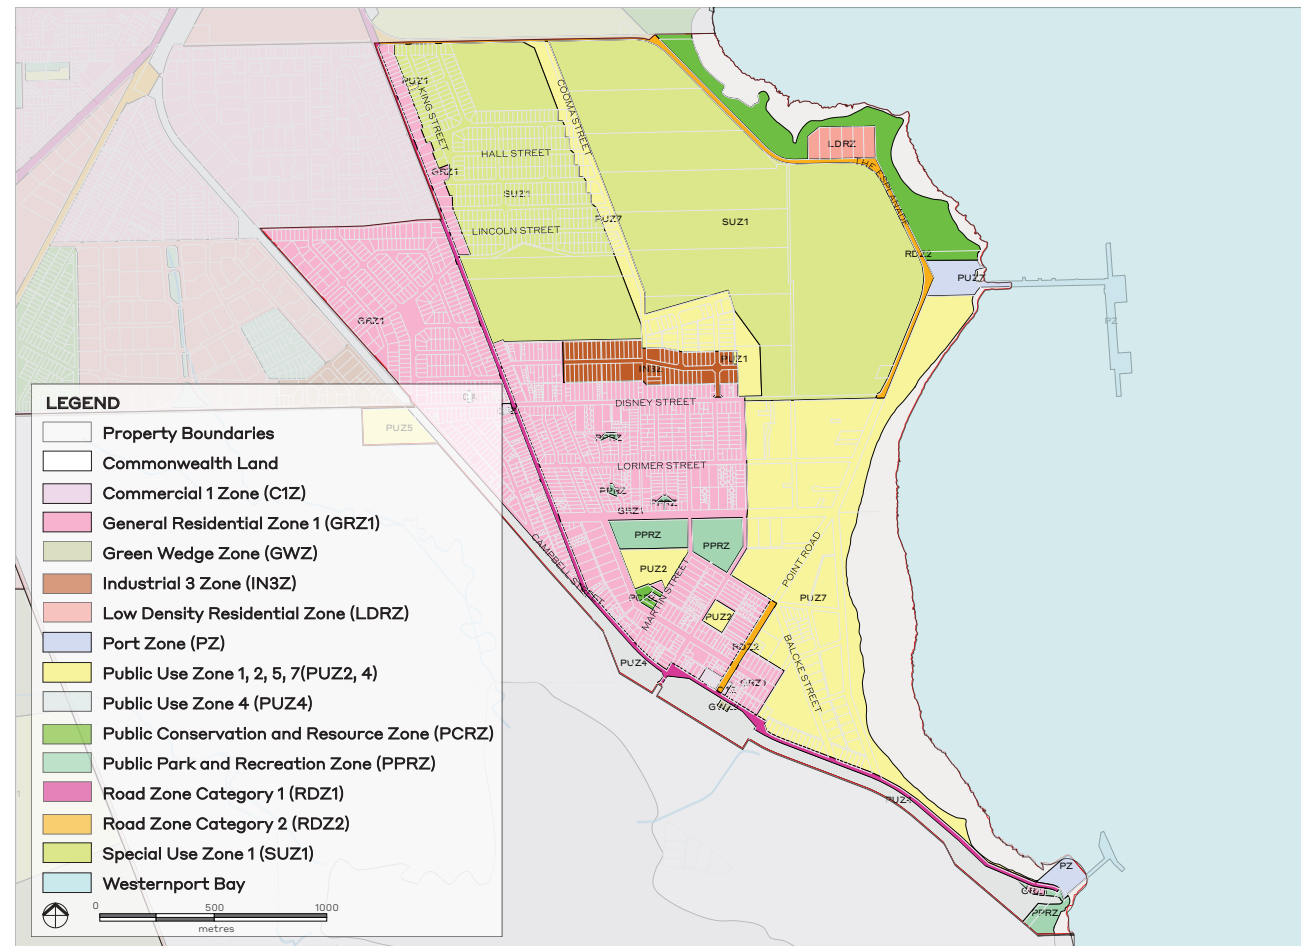 PUZ1
KING STREET
COOMA STREET
HALL STREET
LDRZ
THE ESPLANADE
GRZ1
SUZ1
PUZ7
SUZ1
LINCOLN STREET
RDZ2
PUZ7
PZ
GRZ1
PUZ1
IN3Z
DISNEY STREET
PUZ5
PPRZ
LORIMER STREET
PPRZ
GRZ1
PPRZ
PPRZ
CAMPBELL STREET
PUZ2
MARTIN STREET
POINT ROAD
PUZ7
PUZ2
RDZ2
BALCKE STREET
PUZ4
GRZ1
PUZ4
PZ
PPRZ
LEGEND
Property Boundaries
Commonwealth Land
Commercial 1 Zone (C1Z)
General Residential Zone 1 (GRZ1)
Green Wedge Zone (GWZ)
Industrial 3 Zone (IN3Z)
Low Density Residential Zone (LDRZ)
Port Zone (PZ)
Public Use Zone 1, 2, 5, 7(PUZ2, 4)
Public Use Zone 4 (PUZ4)
Public Conservation and Resource Zone (PCRZ)
Public Park and Recreation Zone (PPRZ)
Road Zone Category 1 (RDZ1)
Road Zone Category 2 (RDZ2)
Special Use Zone 1 (SUZ1)
Westernport Bay
0 500 1000
metres